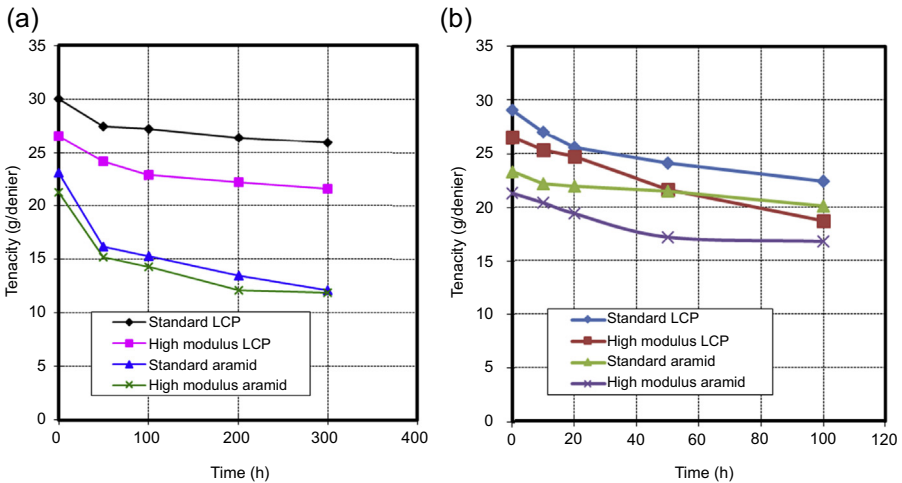 (a)
35
30
25
20
15
10
5
0
Tenacity (g/denier)
Standard LCP
High modulus LCP
Standard aramid
High modulus aramid
0
100
200
300
400
Time (h)
(b)
35
30
25
20
15
10
5
0
Tenacity (g/denier)
Standard LCP
High modulus LCP
Standard aramid
High modulus aramid
0
20
40
60
80
100
120
Time (h)